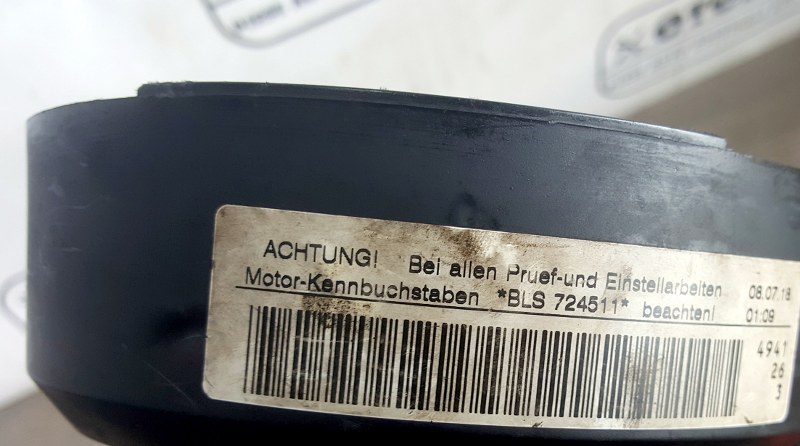 ACHTUNG! Bei allen Pruef-und Einstellarbeiten 08.07.18
Motor-Kennbuchstaben *BLS 724511* beachten! 01:09
4941
26
3